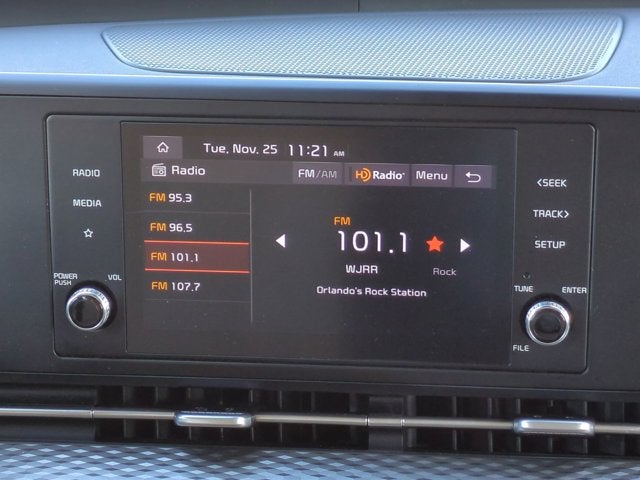 Tue, Nov. 25 11:21 AM
Radio FM/AM HD Radio Menu
RADIO
MEDIA
POWER PUSH
VOL
FM 95.3
FM 96.5
FM 101.1
FM 107.7
FM
101.1
WJRR Rock
Orlando's Rock Station
<SEEK
TRACK>
SETUP
TUNE ENTER
FILE